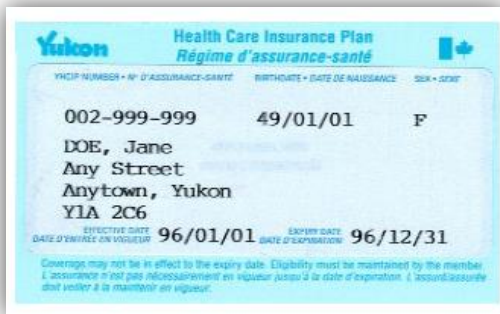 Yukon
Health Care Insurance Plan
Régime d'assurance-santé
YHCIP NUMBER • Nº D'ASSURANCE-SANTÉ BIRTHDATE • DATE DE NAISSANCE SEX • SEXE
002-999-999 49/01/01 F
DOE, Jane
Any Street
Anytown, Yukon
Y1A 2C6
EFFECTIVE DATE EXPIRY DATE
DATE D'ENTRÉE EN VIGUEUR 96/01/01 DATE D'EXPIRATION 96/12/31
Coverage may not be in effect to the expiry date. Eligibility must be maintained by the member.
L'assurance n'est pas nécessairement en vigueur jusqu'à la date d'expiration. L'assuré/assurée
doit veiller à la maintenir en vigueur.